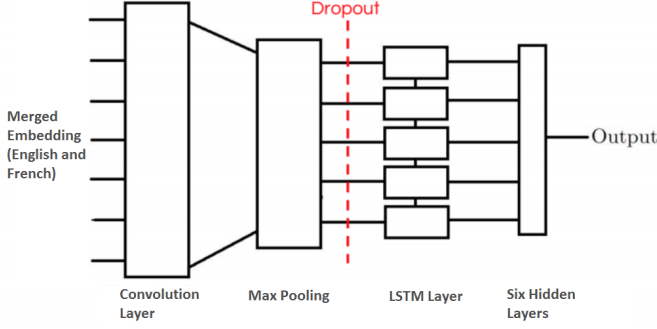 Dropout
Merged
Embedding
(English and
French)
Output
Convolution
Layer
Max Pooling
LSTM Layer
Six Hidden
Layers